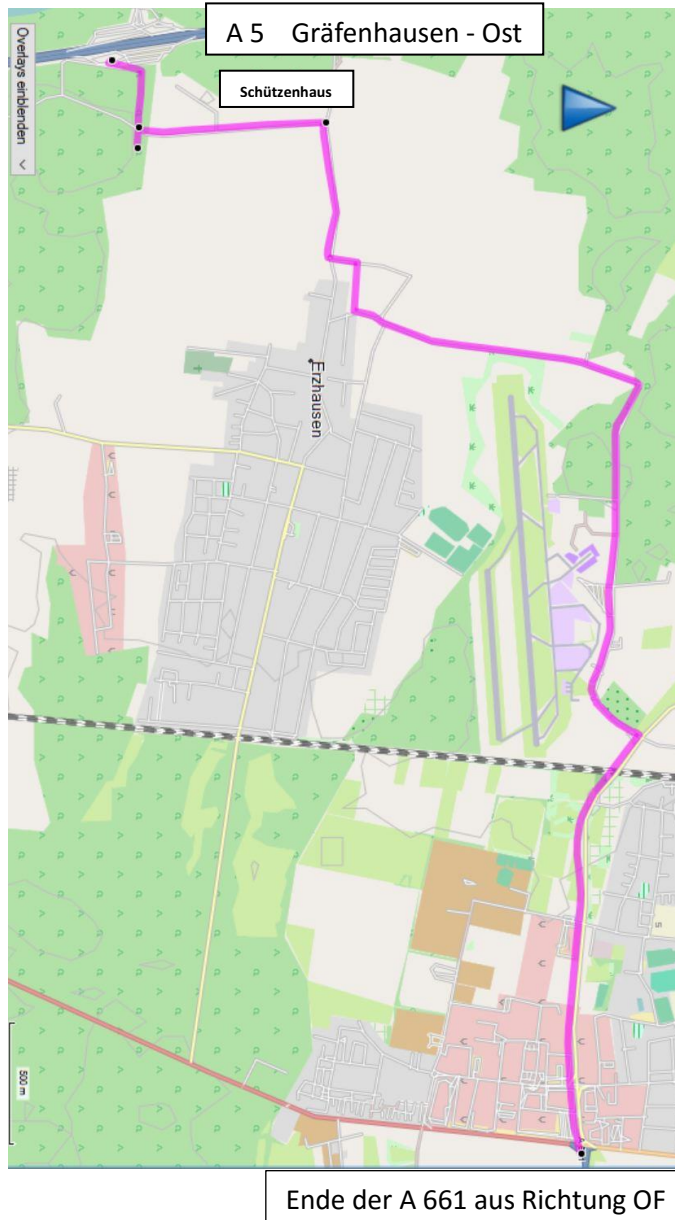 A 5 Gräfenhausen - Ost
Schützenhaus
Overlays einblenden
Erzhausen
500 m
Ende der A 661 aus Richtung OF